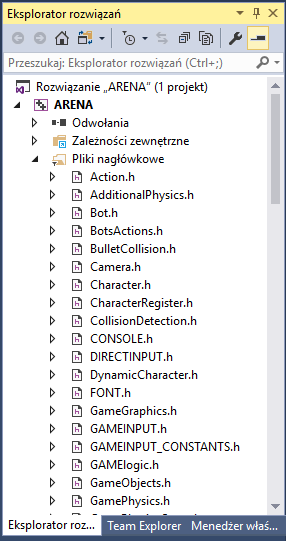 Eksplorator rozwiązań
Przeszukaj: Eksplorator rozwiązań (Ctrl+;)
Rozwiązanie „ARENA” (1 projekt)
ARENA
Odwołania
Zależności zewnętrzne
Pliki nagłówkowe
Action.h
AdditionalPhysics.h
Bot.h
BotsActions.h
BulletCollision.h
Camera.h
Character.h
CharacterRegister.h
CollisionDetection.h
CONSOLE.h
DIRECTINPUT.h
DynamicCharacter.h
FONT.h
GameGraphics.h
GAMEINPUT.h
GAMEINPUT_CONSTANTS.h
GAMElogic.h
GameObjects.h
GamePhysics.h
Eksplorator roz... Team Explorer Menedżer właś...